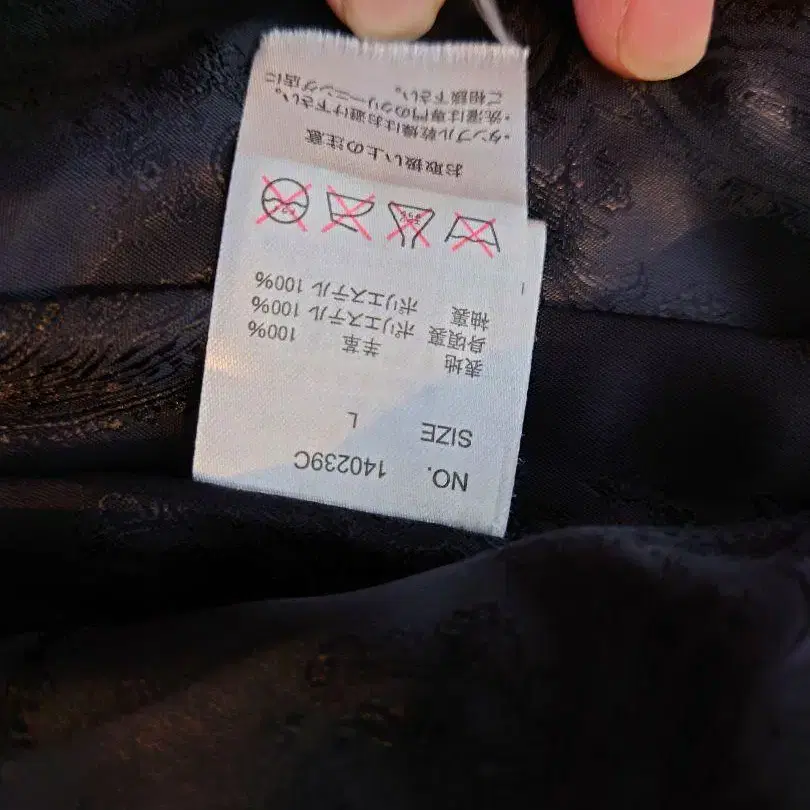 NO. 140239C
SIZE L
表地 羊革 100%
身頃裏 ポリエステル 100%
袖裏 ポリエステル 100%
お取扱い上の注意
・タンブル乾燥はお避け下さい。
・洗濯は専門のクリーニング店に
ご相談下さい。